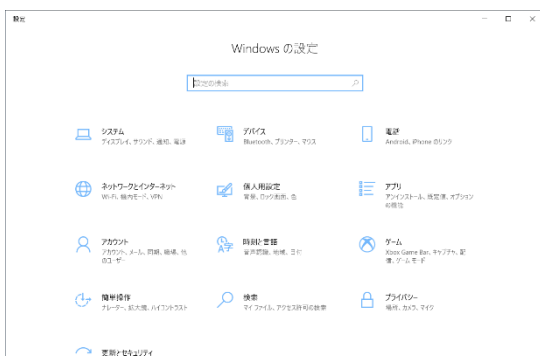 設定
Windows の設定
設定の検索
システム
ディスプレイ、サウンド、通知、電源
デバイス
Bluetooth、プリンター、マウス
電話
Android、iPhone のリンク
ネットワークとインターネット
Wi-Fi、機内モード、VPN
個人用設定
背景、ロック画面、色
アプリ
アンインストール、既定値、オプション
の機能
アカウント
アカウント、メール、同期、職場、他
のユーザー
時刻と言語
音声認識、地域、日付
ゲーム
Xbox Game Bar、キャプチャ、配
信、ゲーム モード
簡単操作
ナレーター、拡大鏡、ハイコントラスト
検索
マイ ファイル、アクセス許可の検索
プライバシー
場所、カメラ、マイク
更新とセキュリティ